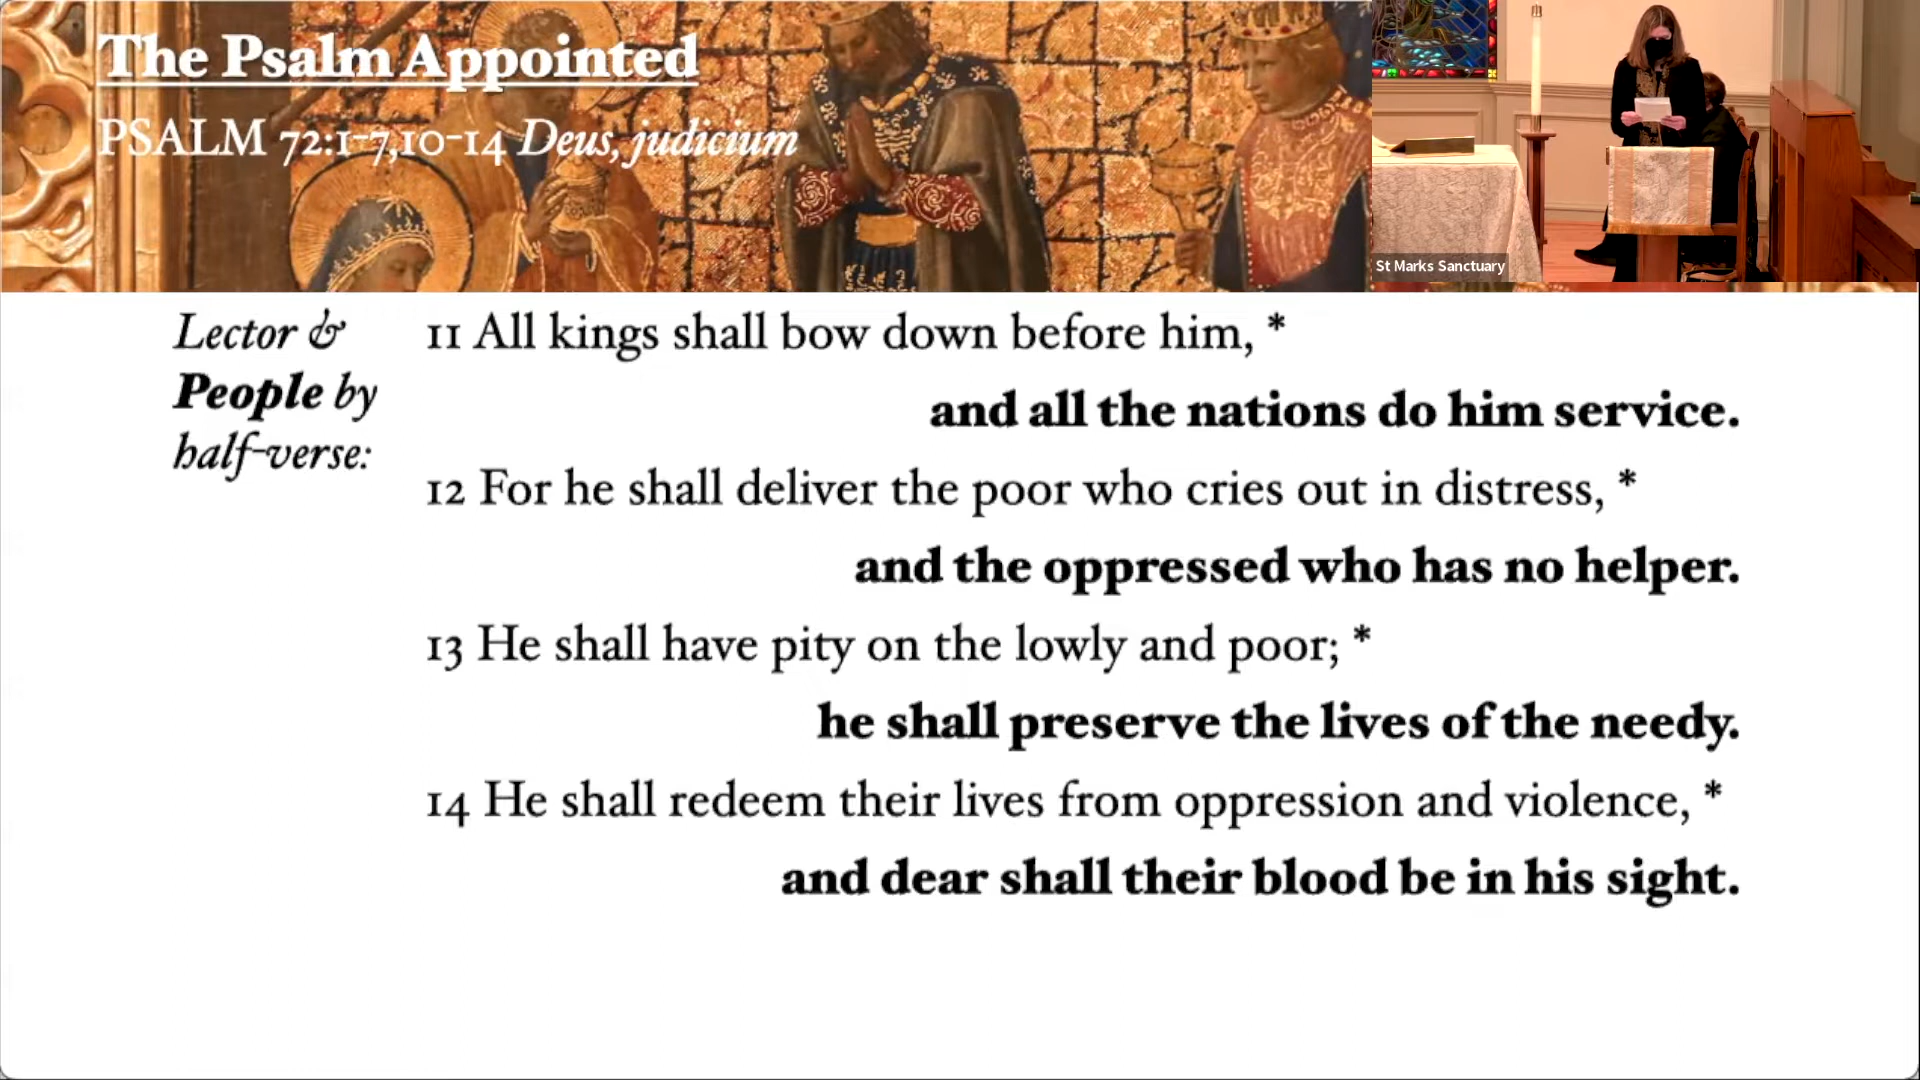 The Psalm Appointed
PSALM 72:1-7,10-14 Deus, judicium
St Marks Sanctuary
Lector &
People by
half-verse:
11 All kings shall bow down before him, *
and all the nations do him service.
12 For he shall deliver the poor who cries out in distress, *
and the oppressed who has no helper.
13 He shall have pity on the lowly and poor; *
he shall preserve the lives of the needy.
14 He shall redeem their lives from oppression and violence, *
and dear shall their blood be in his sight.